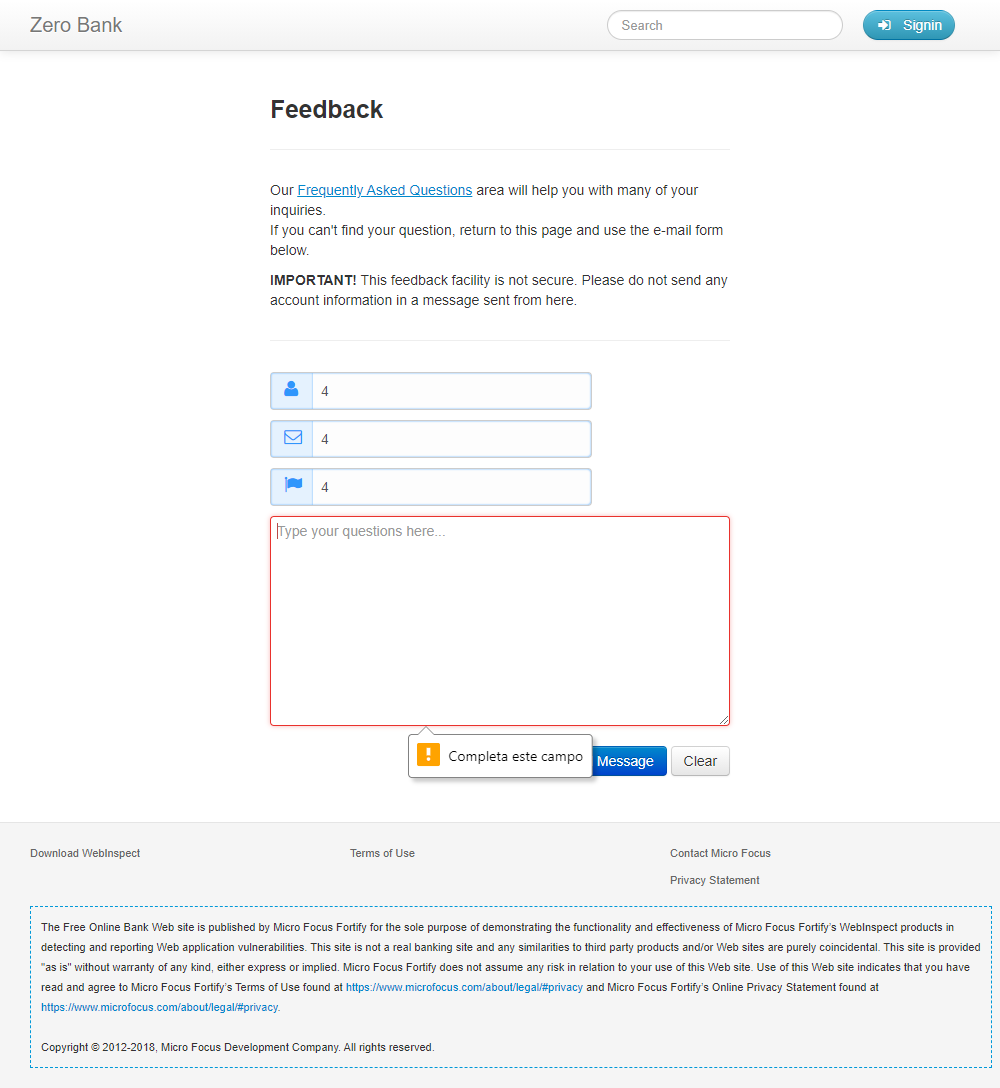 Zero Bank
Search
Signin
Feedback
Our Frequently Asked Questions area will help you with many of your
inquiries.
If you can't find your question, return to this page and use the e-mail form
below.
IMPORTANT! This feedback facility is not secure. Please do not send any
account information in a message sent from here.
4
4
4
Type your questions here...
Completa este campo
Message
Clear
Download WebInspect
Terms of Use
Contact Micro Focus
Privacy Statement
The Free Online Bank Web site is published by Micro Focus Fortify for the sole purpose of demonstrating the functionality and effectiveness of Micro Focus Fortify's WebInspect products in
detecting and reporting Web application vulnerabilities. This site is not a real banking site and any similarities to third party products and/or Web sites are purely coincidental. This site is provided
"as is" without warranty of any kind, either express or implied. Micro Focus Fortify does not assume any risk in relation to your use of this Web site. Use of this Web site indicates that you have
read and agree to Micro Focus Fortify's Terms of Use found at https://www.microfocus.com/about/legal/#privacy and Micro Focus Fortify's Online Privacy Statement found at
https://www.microfocus.com/about/legal/#privacy.
Copyright © 2012-2018, Micro Focus Development Company. All rights reserved.